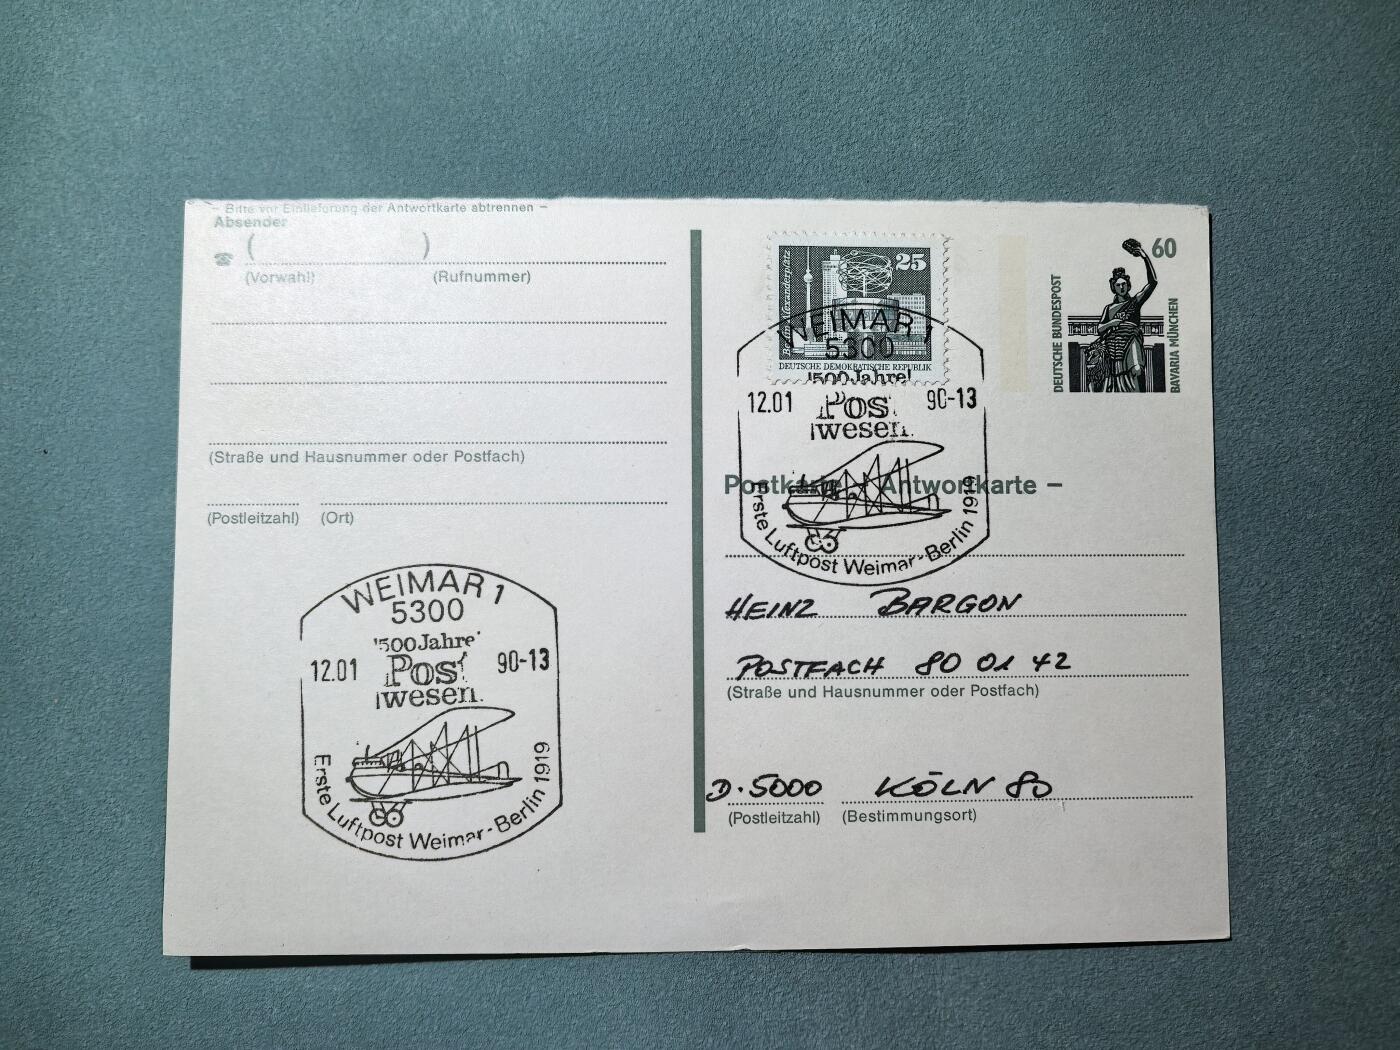 – Bitte vor Einlieferung der Antwortkarte abtrennen –
Absender
☎ ( )
(Vorwahl) (Rufnummer)
(Straße und Hausnummer oder Postfach)
(Postleitzahl) (Ort)
WEIMAR 1
5300
500 Jahre
Post
wesen
12.01 90-13
Erste Luftpost Weimar-Berlin 1919
25
Berlin, Alexanderplatz
DEUTSCHE DEMOKRATISCHE REPUBLIK
60
DEUTSCHE BUNDESPOST
BAVARIA MÜNCHEN
WEIMAR 1
5300
500 Jahre
12.01 90-13
Post
wesen
Postkarte Antwortkarte –
Erste Luftpost Weimar-Berlin 1919
HEINZ BARGON
POSTFACH 80 01 42
(Straße und Hausnummer oder Postfach)
D-5000 KÖLN 80
(Postleitzahl) (Bestimmungsort)